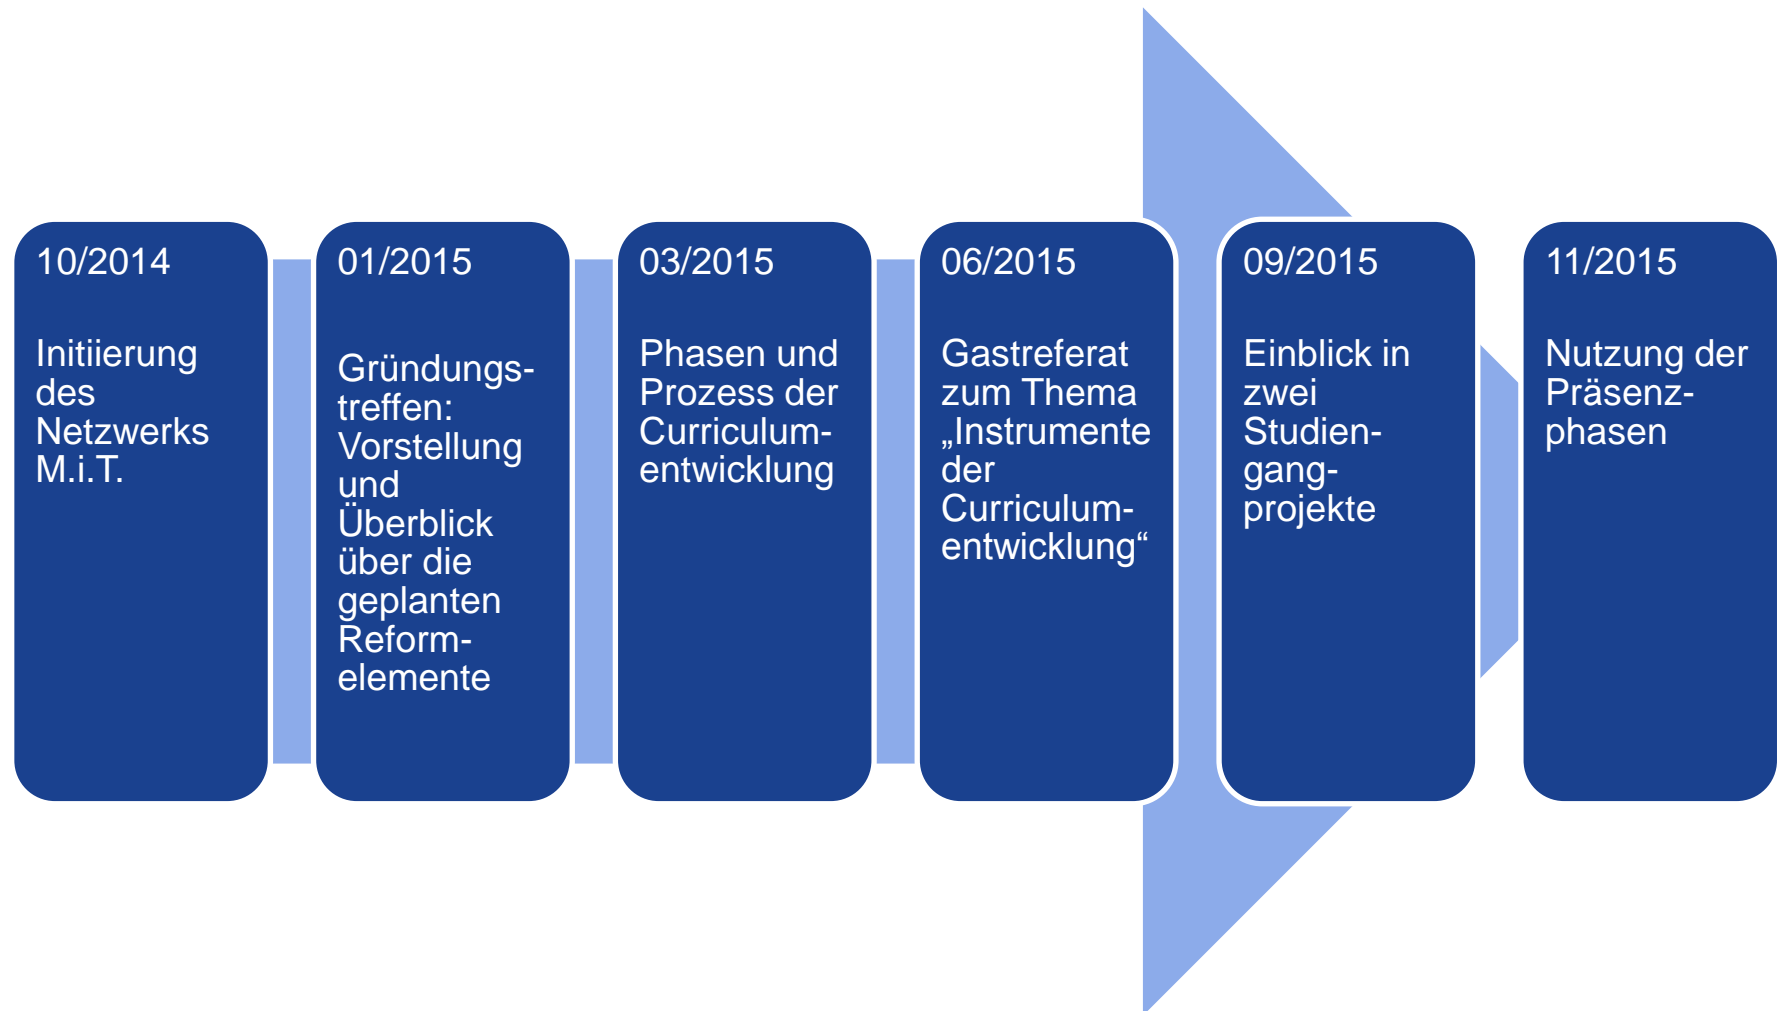 10/2014
Initiierung
des
Netzwerks
M.i.T.
01/2015
Gründungs-
treffen:
Vorstellung
und
Überblick
über die
geplanten
Reform-
elemente
03/2015
Phasen und
Prozess der
Curriculum-
entwicklung
06/2015
Gastreferat
zum Thema
„Instrumente
der
Curriculum-
entwicklung“
09/2015
Einblick in
zwei
Studien-
gang-
projekte
11/2015
Nutzung der
Präsenz-
phasen